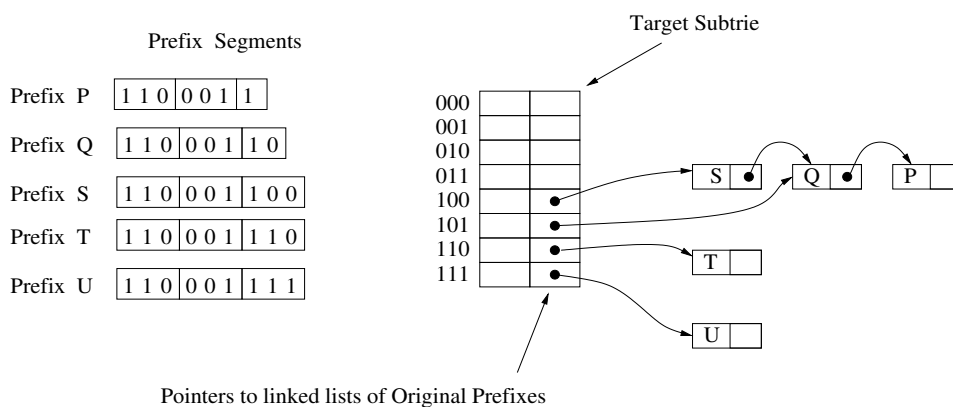 Target Subtrie
Prefix Segments
Prefix P 1 1 0 0 0 1 1
Prefix Q 1 1 0 0 0 1 1 0
Prefix S 1 1 0 0 0 1 1 0 0
Prefix T 1 1 0 0 0 1 1 1 0
Prefix U 1 1 0 0 0 1 1 1 1
000
001
010
011
100
101
110
111
S Q P
T
U
Pointers to linked lists of Original Prefixes